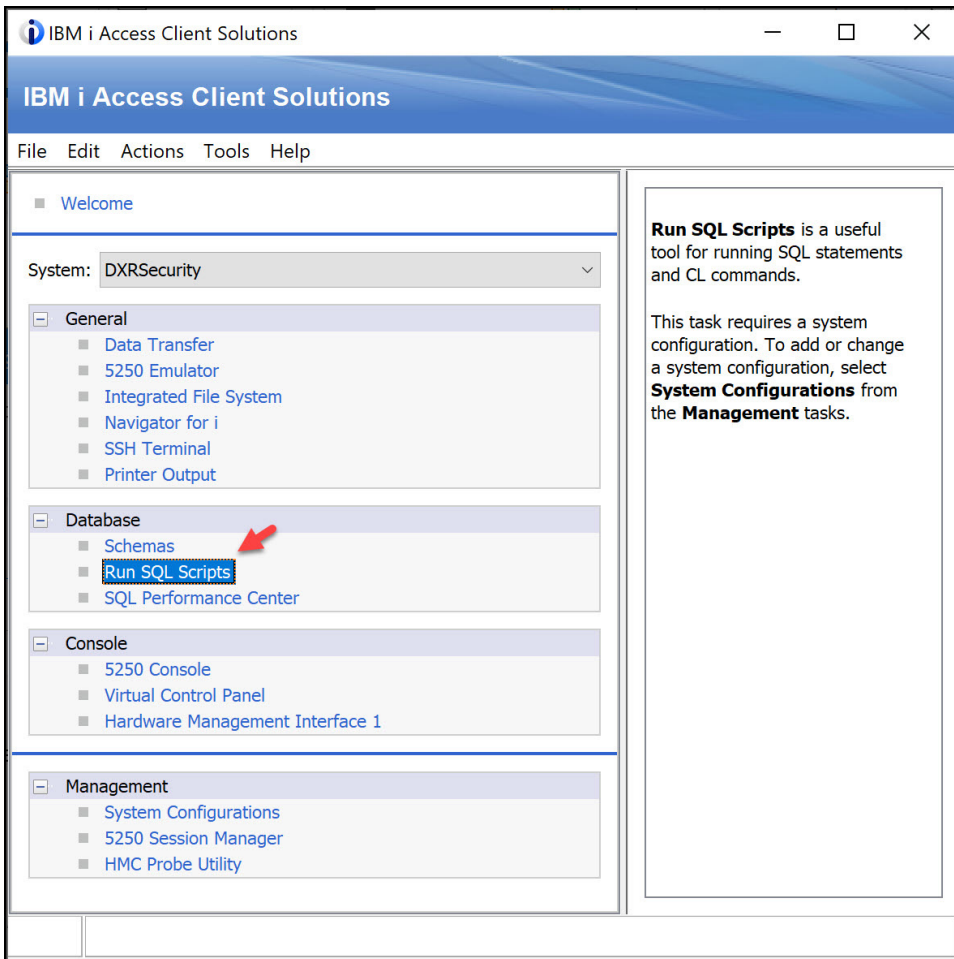 IBM i Access Client Solutions
IBM i Access Client Solutions
File Edit Actions Tools Help
Welcome
System: DXRSecurity
General
Data Transfer
5250 Emulator
Integrated File System
Navigator for i
SSH Terminal
Printer Output
Database
Schemas
Run SQL Scripts
SQL Performance Center
Console
5250 Console
Virtual Control Panel
Hardware Management Interface 1
Management
System Configurations
5250 Session Manager
HMC Probe Utility
Run SQL Scripts is a useful
tool for running SQL statements
and CL commands.
This task requires a system
configuration. To add or change
a system configuration, select
System Configurations from
the Management tasks.